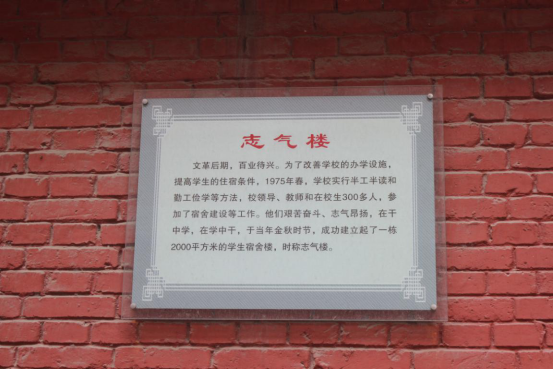 志气楼
文革后期，百业待兴。为了改善学校的办学设施，
提高学生的住宿条件，1975年春，学校实行半工半读和
勤工俭学等方法，校领导、教师和在校生300多人，参
加了宿舍建设等工作。他们艰苦奋斗、志气昂扬，在干
中学，在学中干，于当年金秋时节，成功建立起了一栋
2000平方米的学生宿舍楼，时称志气楼。